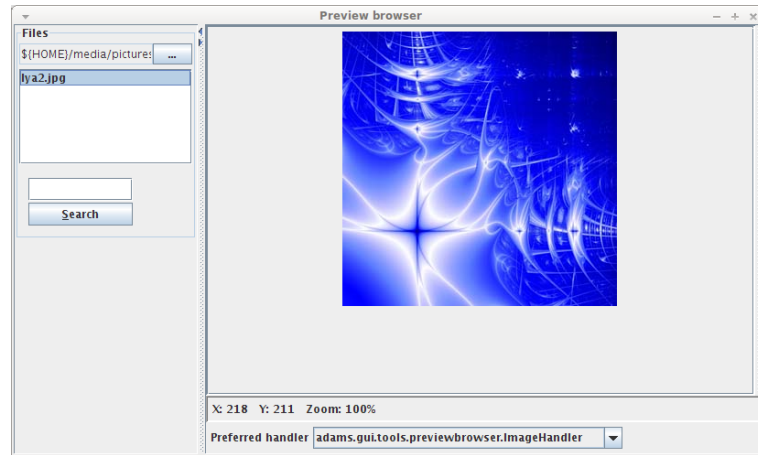 Preview browser
Files
${HOME}/media/pictures
...
lya2.jpg
Search
X: 218 Y: 211 Zoom: 100%
Preferred handler adams.gui.tools.previewbrowser.ImageHandler